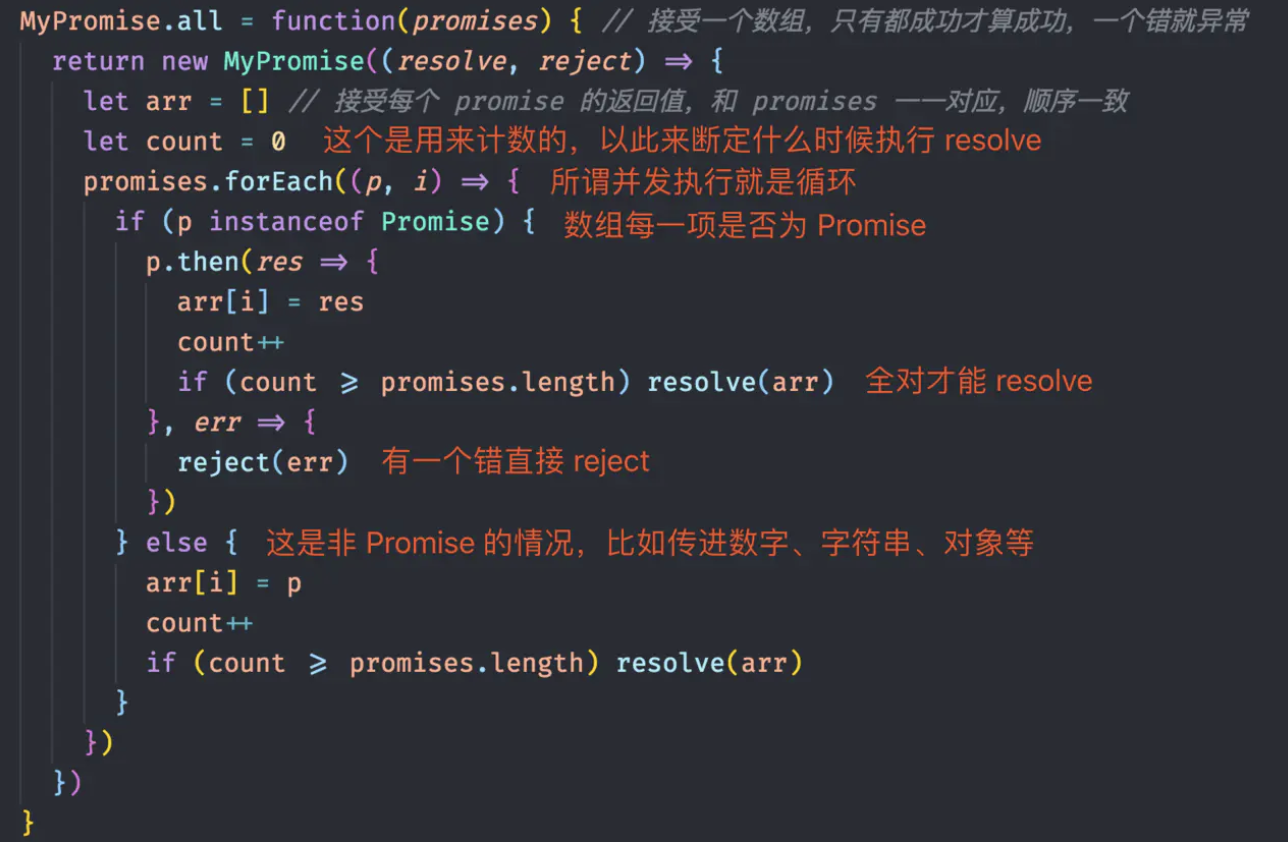 MyPromise.all = function(promises) { // 接受一个数组，只有都成功才算成功，一个错就异常
return new MyPromise((resolve, reject) => {
let arr = [] // 接受每个 promise 的返回值，和 promises 一一对应，顺序一致
let count = 0 这个是用来计数的，以此来断定什么时候执行 resolve
promises.forEach((p, i) => { 所谓并发执行就是循环
if (p instanceof Promise) { 数组每一项是否为 Promise
p.then(res => {
arr[i] = res
count++
if (count >= promises.length) resolve(arr) 全对才能 resolve
}, err => {
reject(err) 有一个错直接 reject
})
} else { 这是非 Promise 的情况，比如传进数字、字符串、对象等
arr[i] = p
count++
if (count >= promises.length) resolve(arr)
}
})
})
}